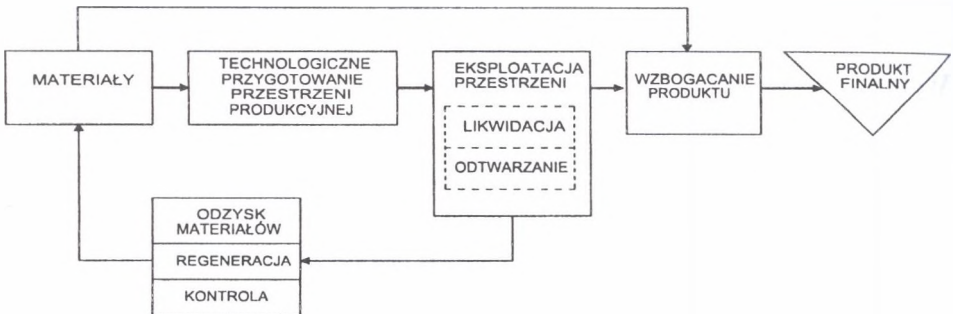 MATERIAŁY
TECHNOLOGICZNE
PRZYGOTOWANIE
PRZESTRZENI
PRODUKCYJNEJ
EKSPLOATACJA
PRZESTRZENI
LIKWIDACJA
ODTWARZANIE
WZBOGACANIE
PRODUKTU
PRODUKT
FINALNY
ODZYSK
MATERIAŁÓW
REGENERACJA
KONTROLA